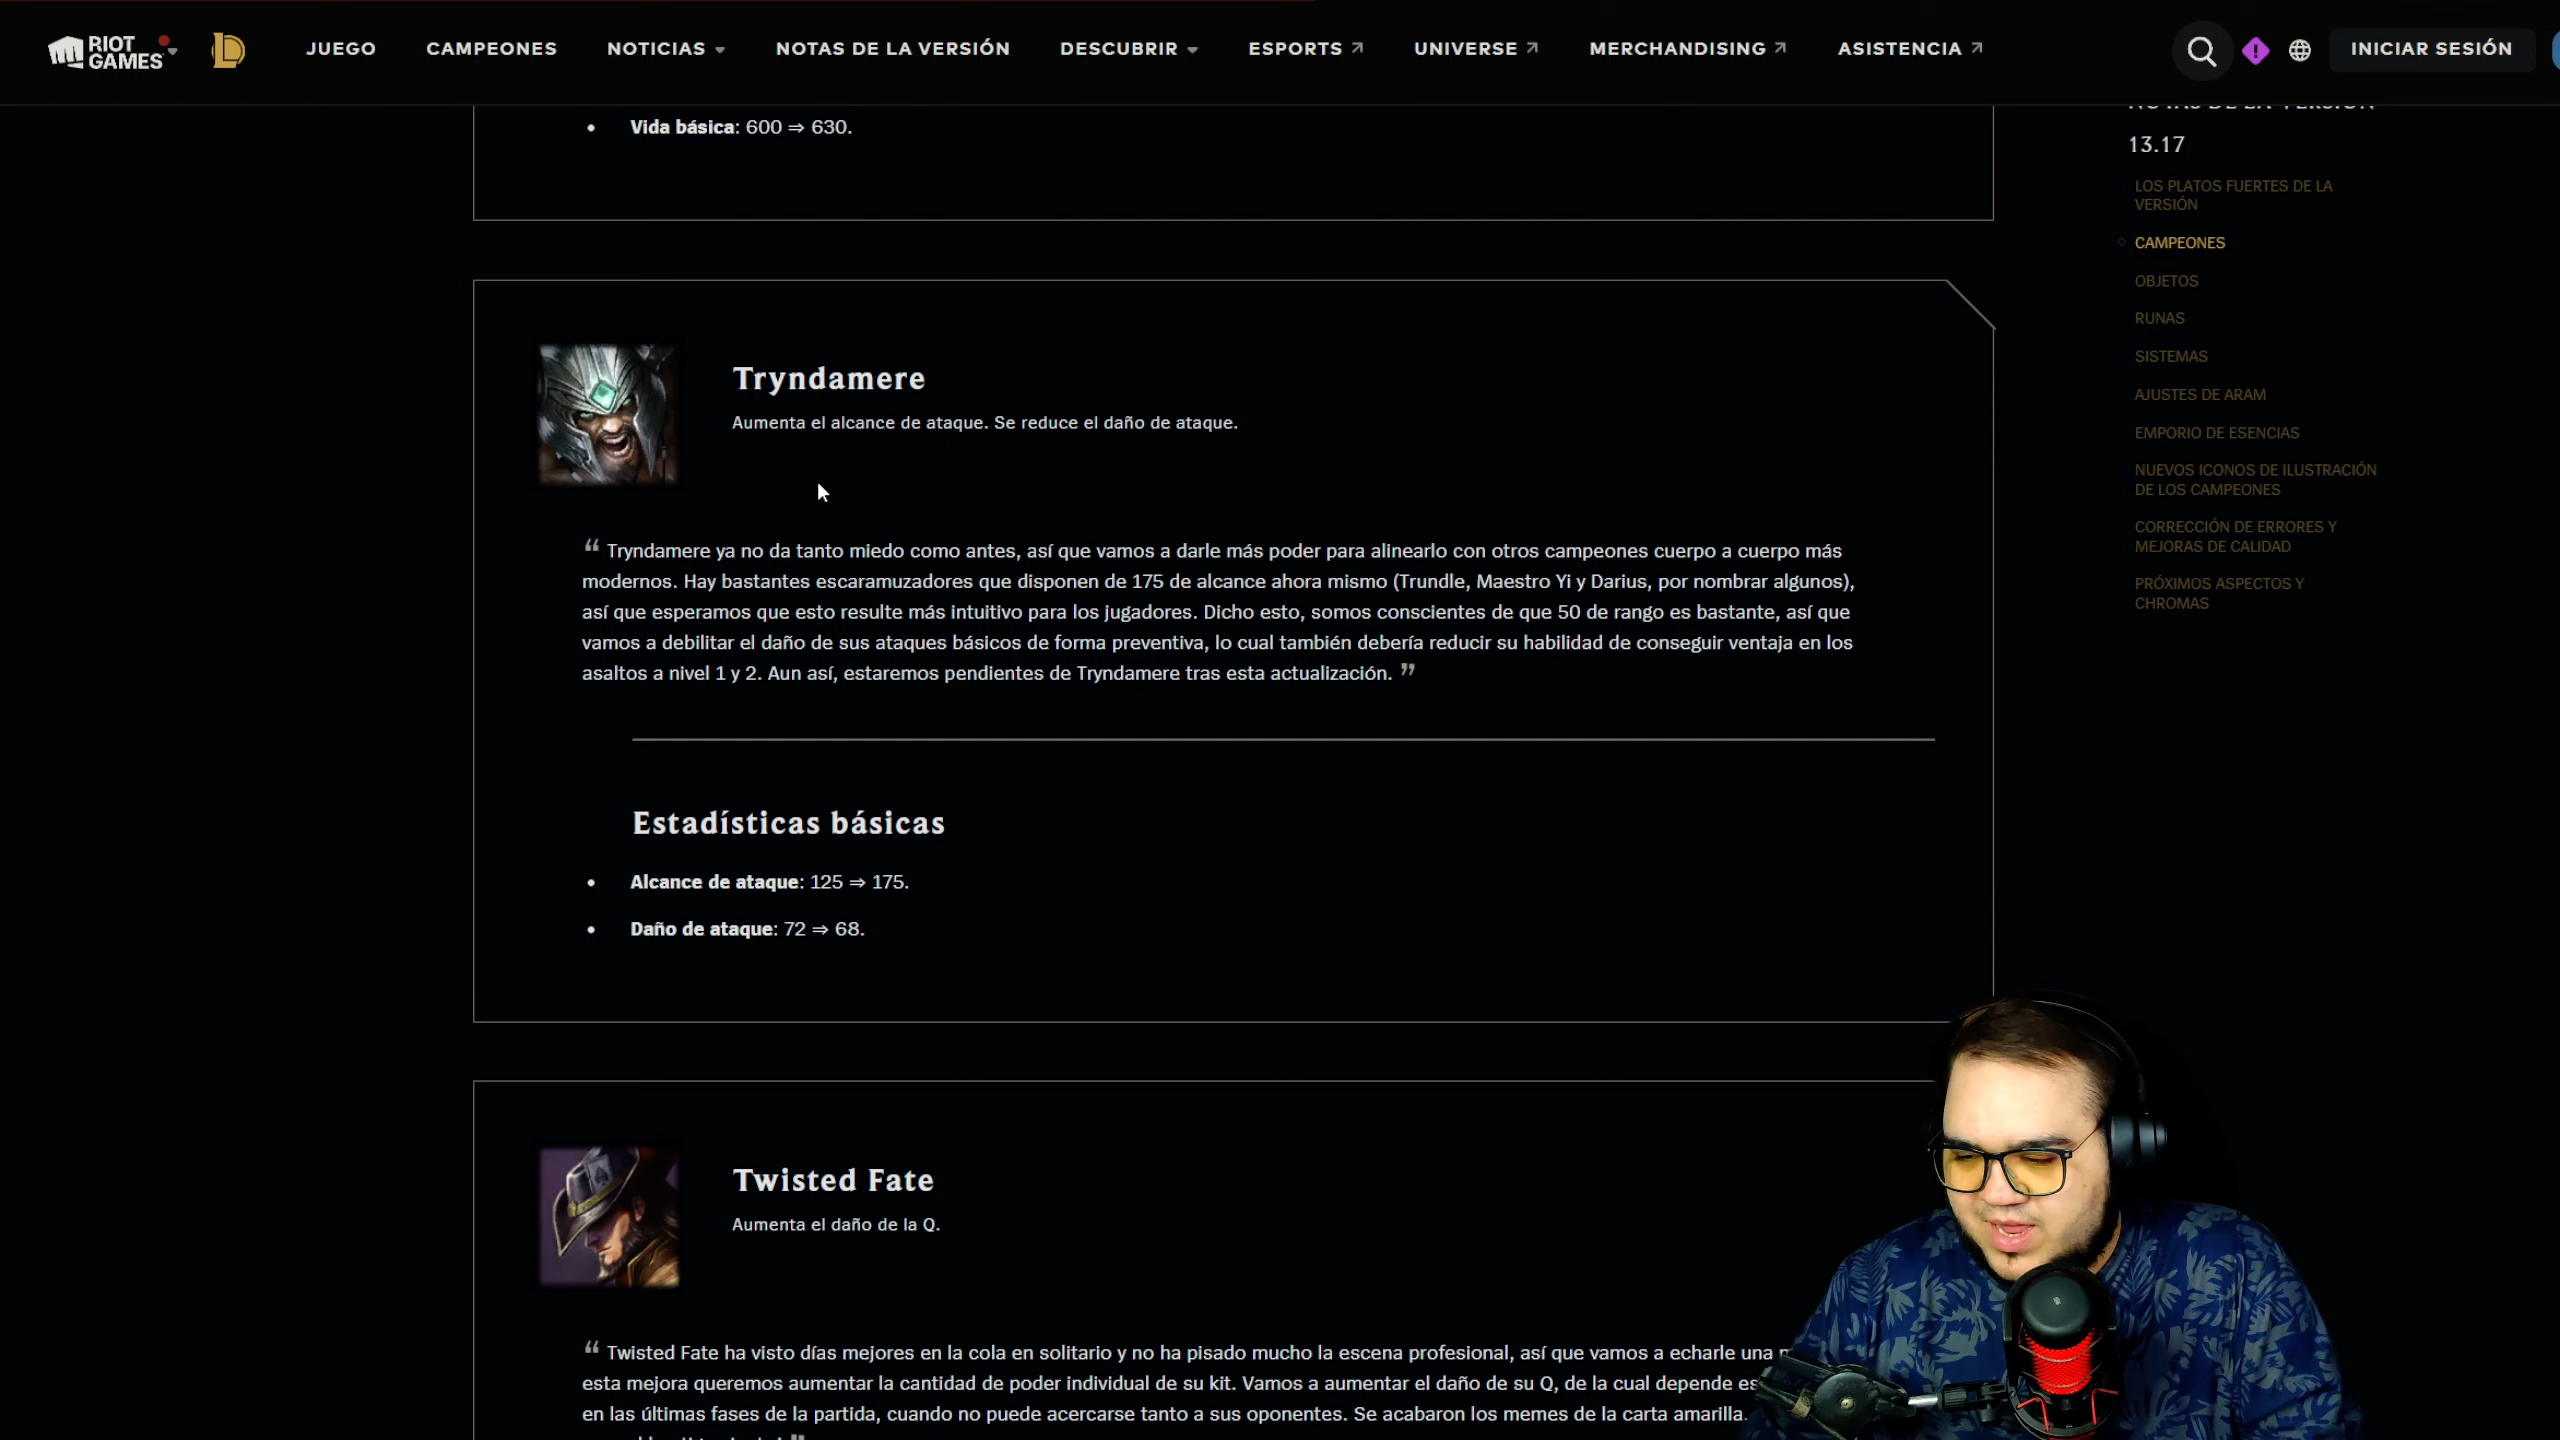 RIOT GAMES
JUEGO CAMPEONES NOTICIAS NOTAS DE LA VERSIÓN DESCUBRIR ESPORTS UNIVERSE MERCHANDISING ASISTENCIA INICIAR SESIÓN
Vida básica: 600 ⇒ 630.
NOTAS DE LA VERSIÓN
13.17
LOS PLATOS FUERTES DE LA
VERSIÓN
CAMPEONES
OBJETOS
RUNAS
SISTEMAS
AJUSTES DE ARAM
EMPORIO DE ESENCIAS
NUEVOS ICONOS DE ILUSTRACIÓN
DE LOS CAMPEONES
CORRECCIÓN DE ERRORES Y
MEJORAS DE CALIDAD
PRÓXIMOS ASPECTOS Y
CHROMAS
Tryndamere
Aumenta el alcance de ataque. Se reduce el daño de ataque.
“ Tryndamere ya no da tanto miedo como antes, así que vamos a darle más poder para alinearlo con otros campeones cuerpo a cuerpo más
modernos. Hay bastantes escaramuzadores que disponen de 175 de alcance ahora mismo (Trundle, Maestro Yi y Darius, por nombrar algunos),
así que esperamos que esto resulte más intuitivo para los jugadores. Dicho esto, somos conscientes de que 50 de rango es bastante, así que
vamos a debilitar el daño de sus ataques básicos de forma preventiva, lo cual también debería reducir su habilidad de conseguir ventaja en los
asaltos a nivel 1 y 2. Aun así, estaremos pendientes de Tryndamere tras esta actualización. ”
Estadísticas básicas
Alcance de ataque: 125 ⇒ 175.
Daño de ataque: 72 ⇒ 68.
Twisted Fate
Aumenta el daño de la Q.
“ Twisted Fate ha visto días mejores en la cola en solitario y no ha pisado mucho la escena profesional, así que vamos a echarle una
esta mejora queremos aumentar la cantidad de poder individual de su kit. Vamos a aumentar el daño de su Q, de la cual depende
en las últimas fases de la partida, cuando no puede acercarse tanto a sus oponentes. Se acabaron los memes de la carta amarilla.